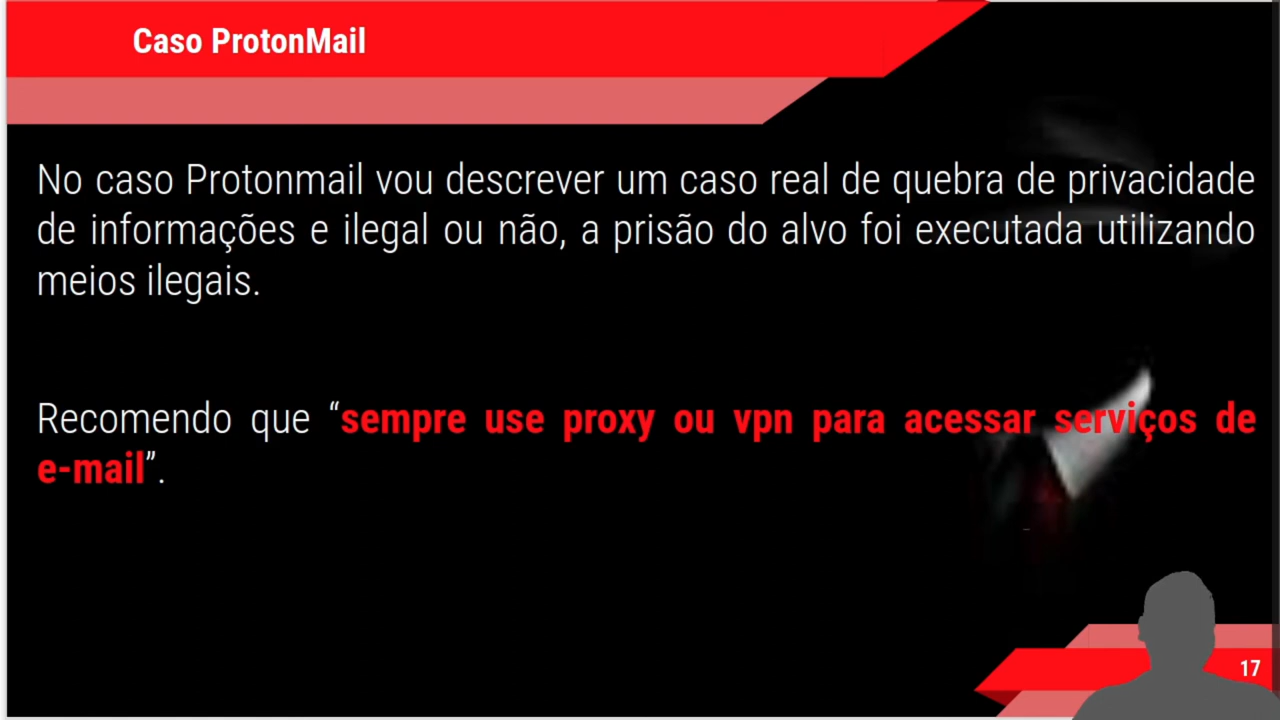 Caso ProtonMail
No caso Protonmail vou descrever um caso real de quebra de privacidade
de informações e ilegal ou não, a prisão do alvo foi executada utilizando
meios ilegais.
Recomendo que “sempre use proxy ou vpn para acessar serviços de
e-mail”.
17